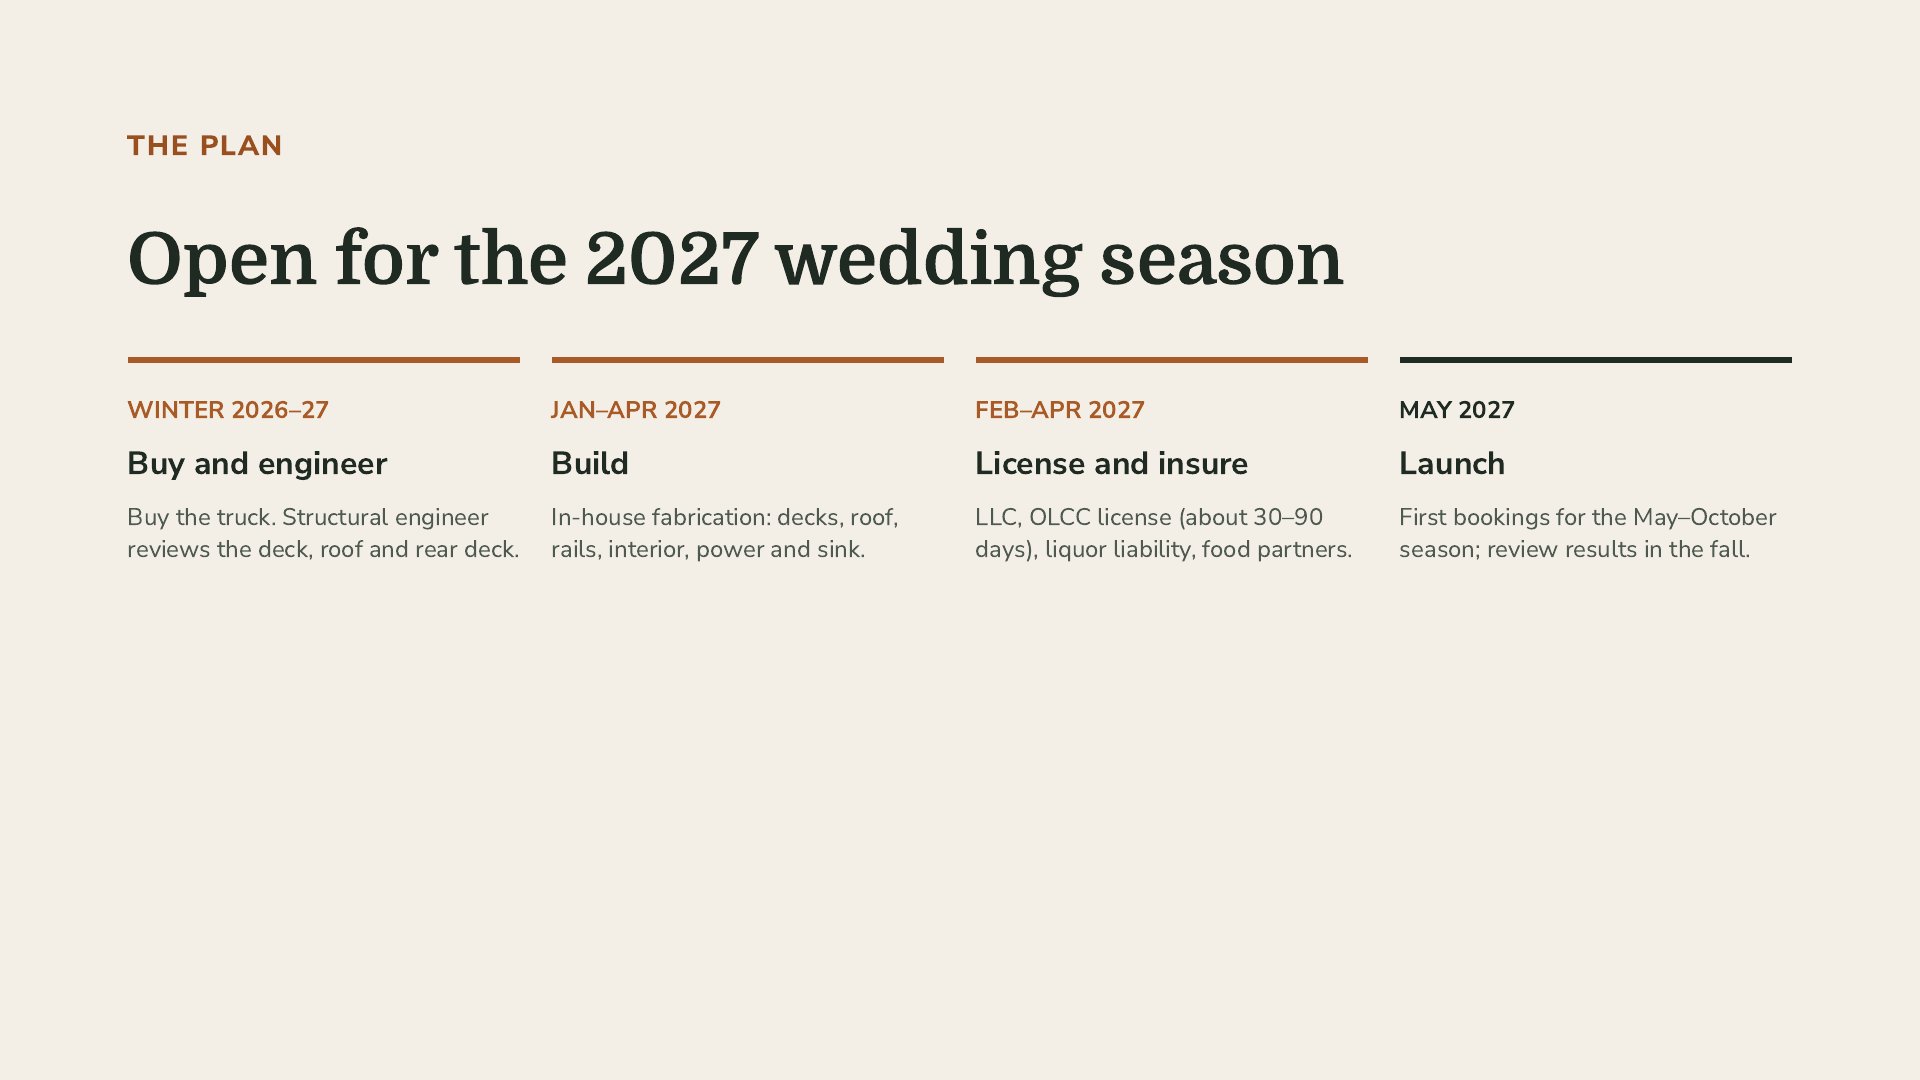 THE PLAN
Open for the 2027 wedding season
WINTER 2026–27
Buy and engineer
Buy the truck. Structural engineer
reviews the deck, roof and rear deck.
JAN–APR 2027
Build
In-house fabrication: decks, roof,
rails, interior, power and sink.
FEB–APR 2027
License and insure
LLC, OLCC license (about 30–90
days), liquor liability, food partners.
MAY 2027
Launch
First bookings for the May–October
season; review results in the fall.